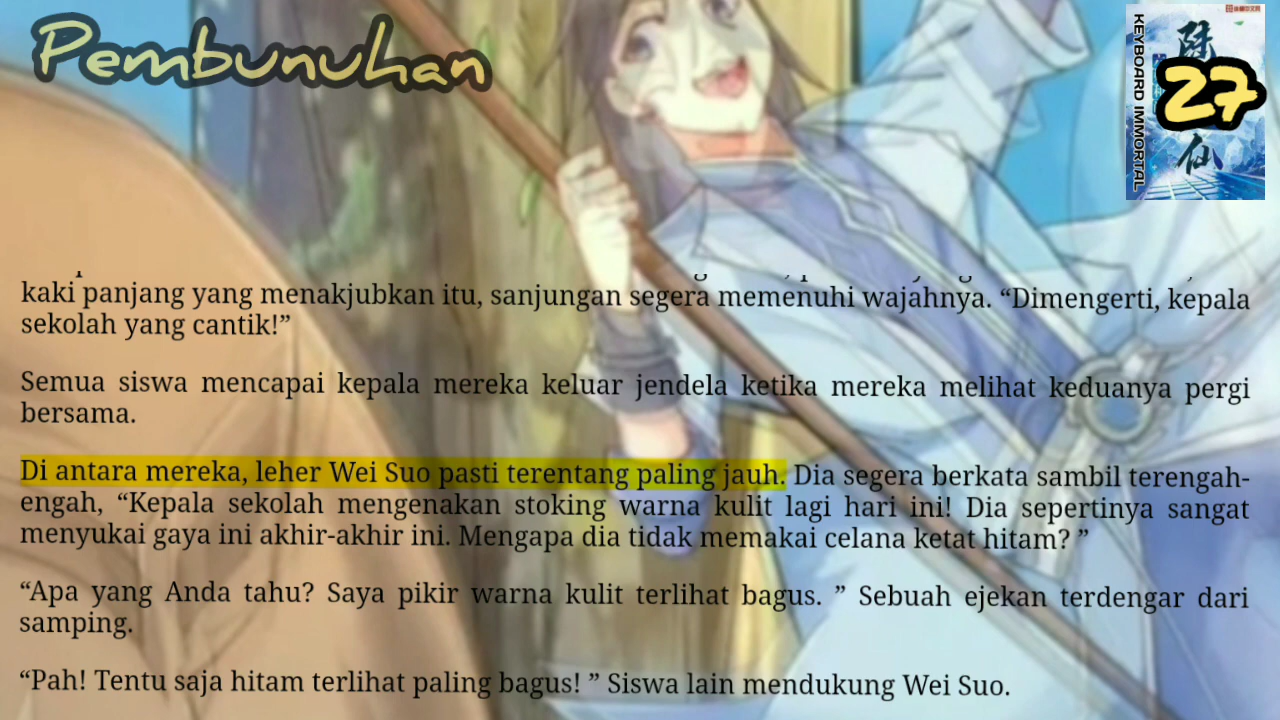 Pembunuhan
27
KEYBOARD IMMORTAL
仙
kaki panjang yang menakjubkan itu, sanjungan segera memenuhi wajahnya. “Dimengerti, kepala
sekolah yang cantik!”
Semua siswa mencapai kepala mereka keluar jendela ketika mereka melihat keduanya pergi
bersama.
Di antara mereka, leher Wei Suo pasti terentang paling jauh. Dia segera berkata sambil terengah-
engah, “Kepala sekolah mengenakan stoking warna kulit lagi hari ini! Dia sepertinya sangat
menyukai gaya ini akhir-akhir ini. Mengapa dia tidak memakai celana ketat hitam? ”
“Apa yang Anda tahu? Saya pikir warna kulit terlihat bagus. ” Sebuah ejekan terdengar dari
samping.
“Pah! Tentu saja hitam terlihat paling bagus! ” Siswa lain mendukung Wei Suo.